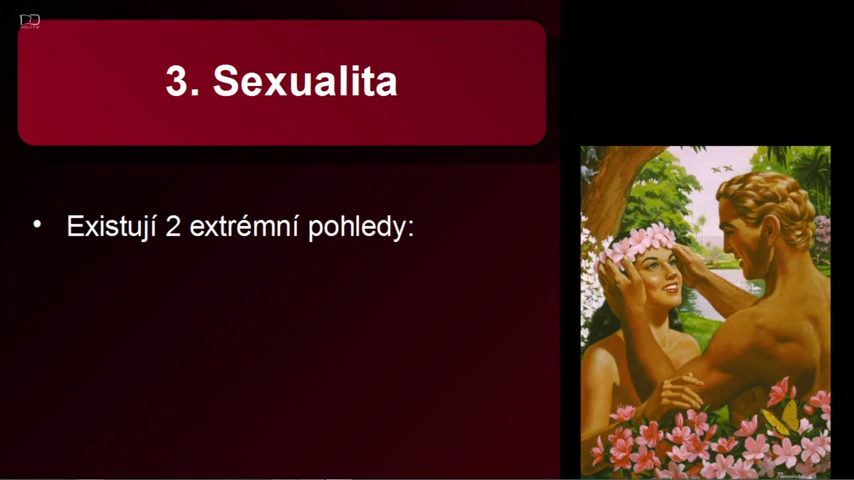 3. Sexualita
• Existují 2 extrémní pohledy: